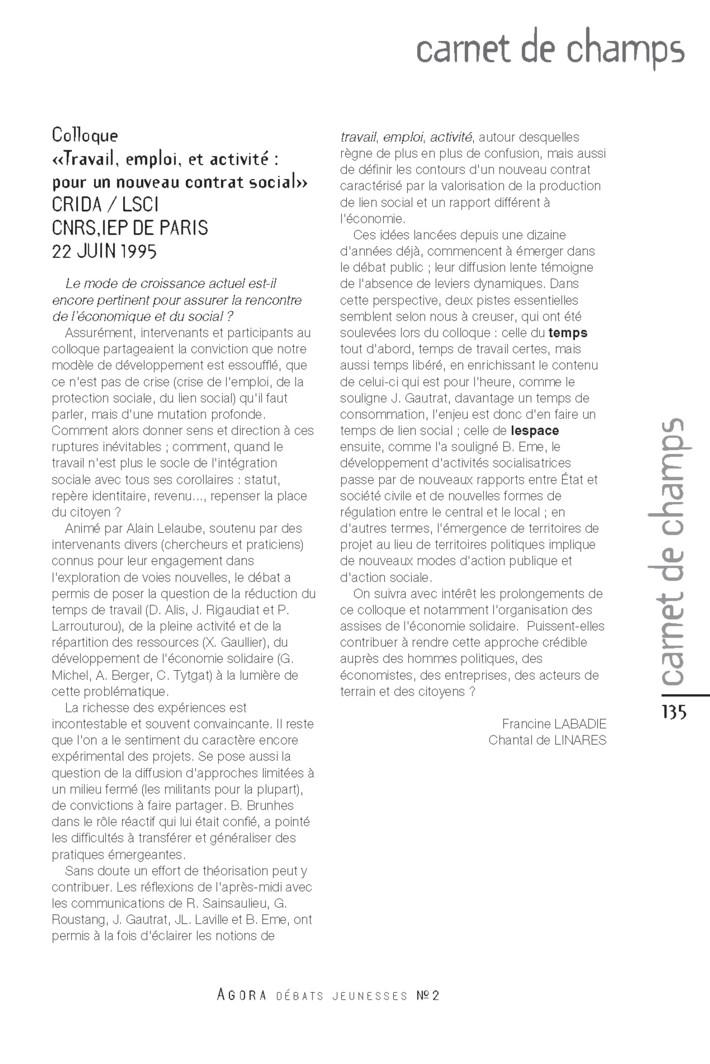 carnet de champs
Colloque
«Travail, emploi, et activité :
pour un nouveau contrat social»
CRIDA / LSCI
CNRS,IEP DE PARIS
22 JUIN 1995
Le mode de croissance actuel est-il
encore pertinent pour assurer la rencontre
de l'économique et du social ?
Assurément, intervenants et participants au
colloque partageaient la conviction que notre
modèle de développement est essoufflé, que
ce n'est pas de crise (crise de l'emploi, de la
protection sociale, du lien social) qu'il faut
parler, mais d'une mutation profonde.
Comment alors donner sens et direction à ces
ruptures inévitables ; comment, quand le
travail n'est plus le socle de l'intégration
sociale avec tous ses corollaires : statut,
repère identitaire, revenu..., repenser la place
du citoyen ?
Animé par Alain Lelaube, soutenu par des
intervenants divers (chercheurs et praticiens)
connus pour leur engagement dans
l'exploration de voies nouvelles, le débat a
permis de poser la question de la réduction du
temps de travail (D. Alis, J. Rigaudiat et P.
Larrouturou), de la pleine activité et de la
répartition des ressources (X. Gaullier), du
développement de l'économie solidaire (G.
Michel, A. Berger, C. Tytgat) à la lumière de
cette problématique.
La richesse des expériences est
incontestable et souvent convaincante. Il reste
que l'on a le sentiment du caractère encore
expérimental des projets. Se pose aussi la
question de la diffusion d'approches limitées à
un milieu fermé (les militants pour la plupart),
de convictions à faire partager. B. Brunhes
dans le rôle réactif qui lui était confié, a pointé
les difficultés à transférer et généraliser des
pratiques émergeantes.
Sans doute un effort de théorisation peut y
contribuer. Les réflexions de l'après-midi avec
les communications de R. Sainsaulieu, G.
Roustang, J. Gautrat, JL. Laville et B. Eme, ont
permis à la fois d'éclairer les notions de
travail, emploi, activité, autour desquelles
règne de plus en plus de confusion, mais aussi
de définir les contours d'un nouveau contrat
caractérisé par la valorisation de la production
de lien social et un rapport différent à
l'économie.
Ces idées lancées depuis une dizaine
d'années déjà, commencent à émerger dans
le débat public ; leur diffusion lente témoigne
de l'absence de leviers dynamiques. Dans
cette perspective, deux pistes essentielles
semblent selon nous à creuser, qui ont été
soulevées lors du colloque : celle du temps
tout d'abord, temps de travail certes, mais
aussi temps libéré, en enrichissant le contenu
de celui-ci qui est pour l'heure, comme le
souligne J. Gautrat, davantage un temps de
consommation, l'enjeu est donc d'en faire un
temps de lien social ; celle de lespace
ensuite, comme l'a souligné B. Eme, le
développement d'activités socialisatrices
passe par de nouveaux rapports entre État et
société civile et de nouvelles formes de
régulation entre le central et le local ; en
d'autres termes, l'émergence de territoires de
projet au lieu de territoires politiques implique
de nouveaux modes d'action publique et
d'action sociale.
On suivra avec intérêt les prolongements de
ce colloque et notamment l'organisation des
assises de l'économie solidaire. Puissent-elles
contribuer à rendre cette approche crédible
auprès des hommes politiques, des
économistes, des entreprises, des acteurs de
terrain et des citoyens ?
Francine LABADIE
Chantal de LINARES
carnet de champs
135
AGORA DÉBATS JEUNESSES Nº2